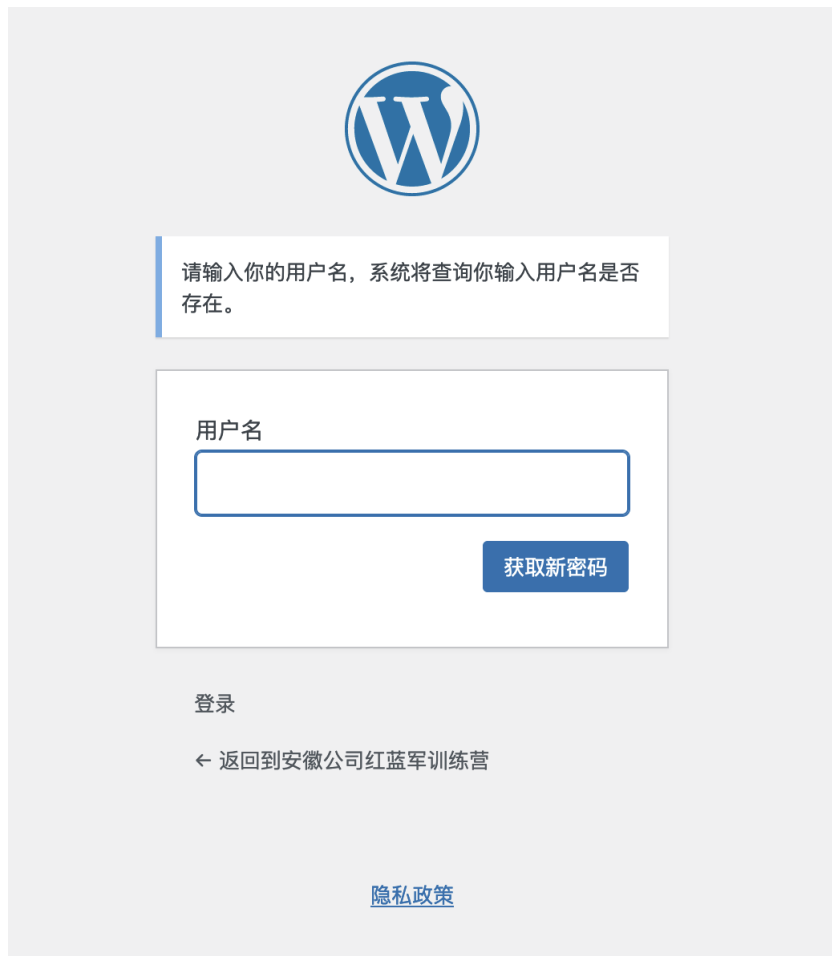 请输入你的用户名，系统将查询你输入用户名是否
存在。
用户名
获取新密码
登录
← 返回到安徽公司红蓝军训练营
隐私政策